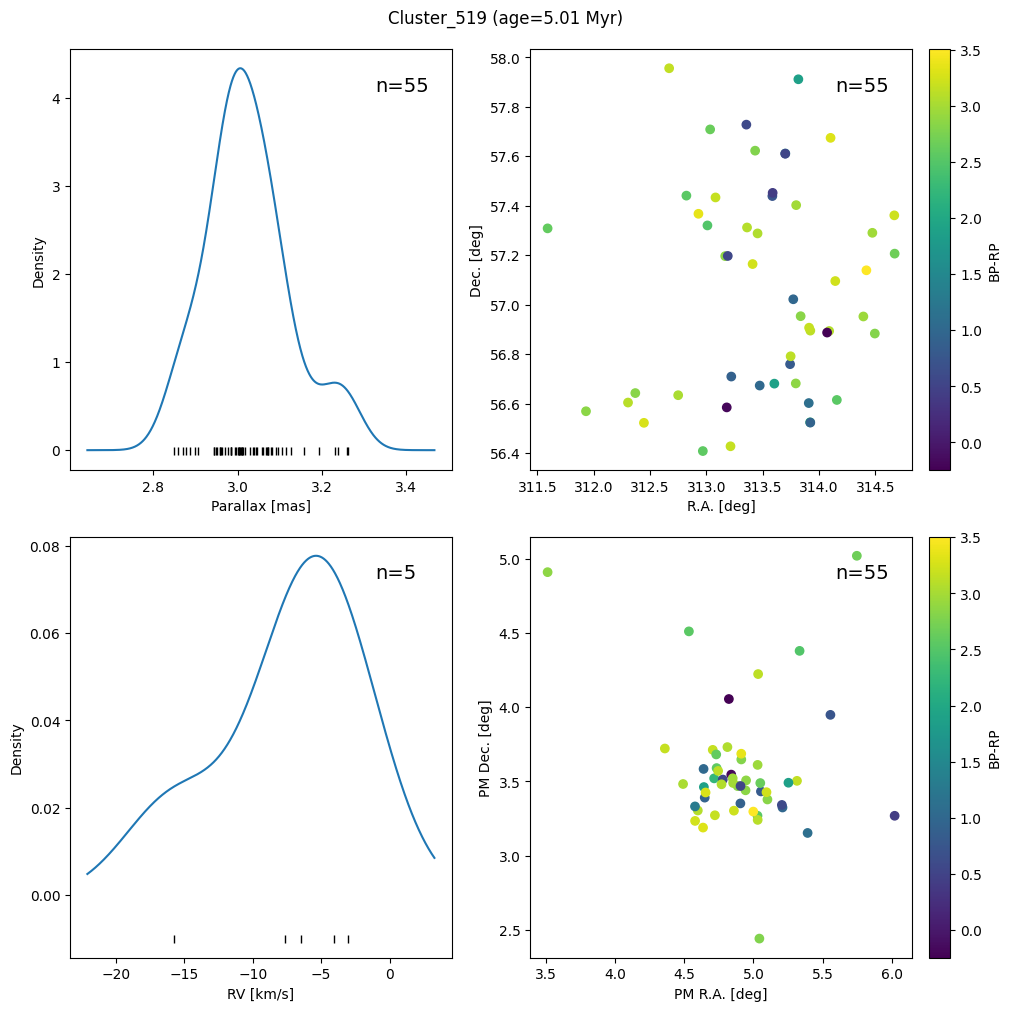 Cluster_519 (age=5.01 Myr)
n=55
Density
4
3
2
1
0
2.8 3.0 3.2 3.4
Parallax [mas]
n=55
Dec. [deg]
58.0
57.8
57.6
57.4
57.2
57.0
56.8
56.6
56.4
311.5 312.0 312.5 313.0 313.5 314.0 314.5
R.A. [deg]
3.5
3.0
2.5
2.0
1.5
1.0
0.5
0.0
BP-RP
n=5
Density
0.08
0.06
0.04
0.02
0.00
−20 −15 −10 −5 0
RV [km/s]
n=55
PM Dec. [deg]
5.0
4.5
4.0
3.5
3.0
2.5
3.5 4.0 4.5 5.0 5.5 6.0
PM R.A. [deg]
3.5
3.0
2.5
2.0
1.5
1.0
0.5
0.0
BP-RP